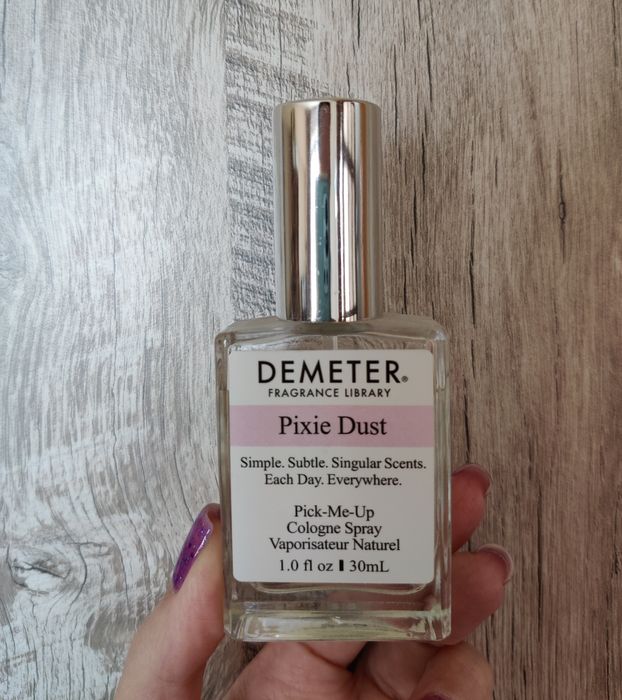 DEMETER®
FRAGRANCE LIBRARY
Pixie Dust
Simple. Subtle. Singular Scents.
Each Day. Everywhere.
Pick-Me-Up
Cologne Spray
Vaporisateur Naturel
1.0 fl oz ▮ 30mL